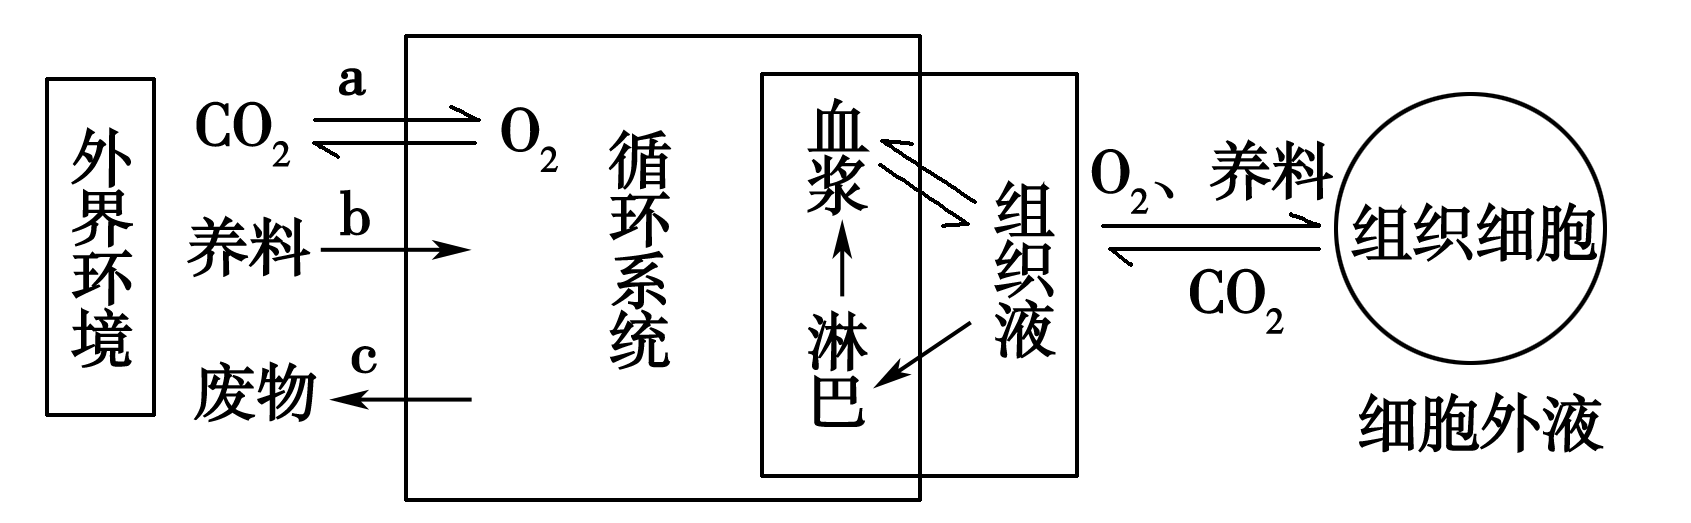 外界环境
CO₂
a
O₂
养料
b
废物
c
循环系统
血浆
淋巴
组织液
O₂、养料
CO₂
组织细胞
细胞外液